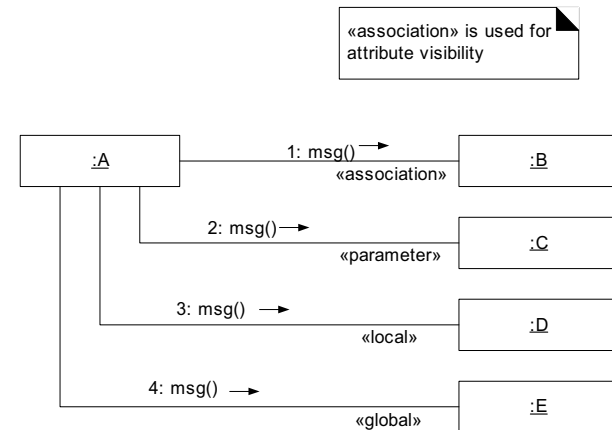 «association» is used for
attribute visibility
:A
1: msg()
«association»
:B
2: msg()
«parameter»
:C
3: msg()
«local»
:D
4: msg()
«global»
:E